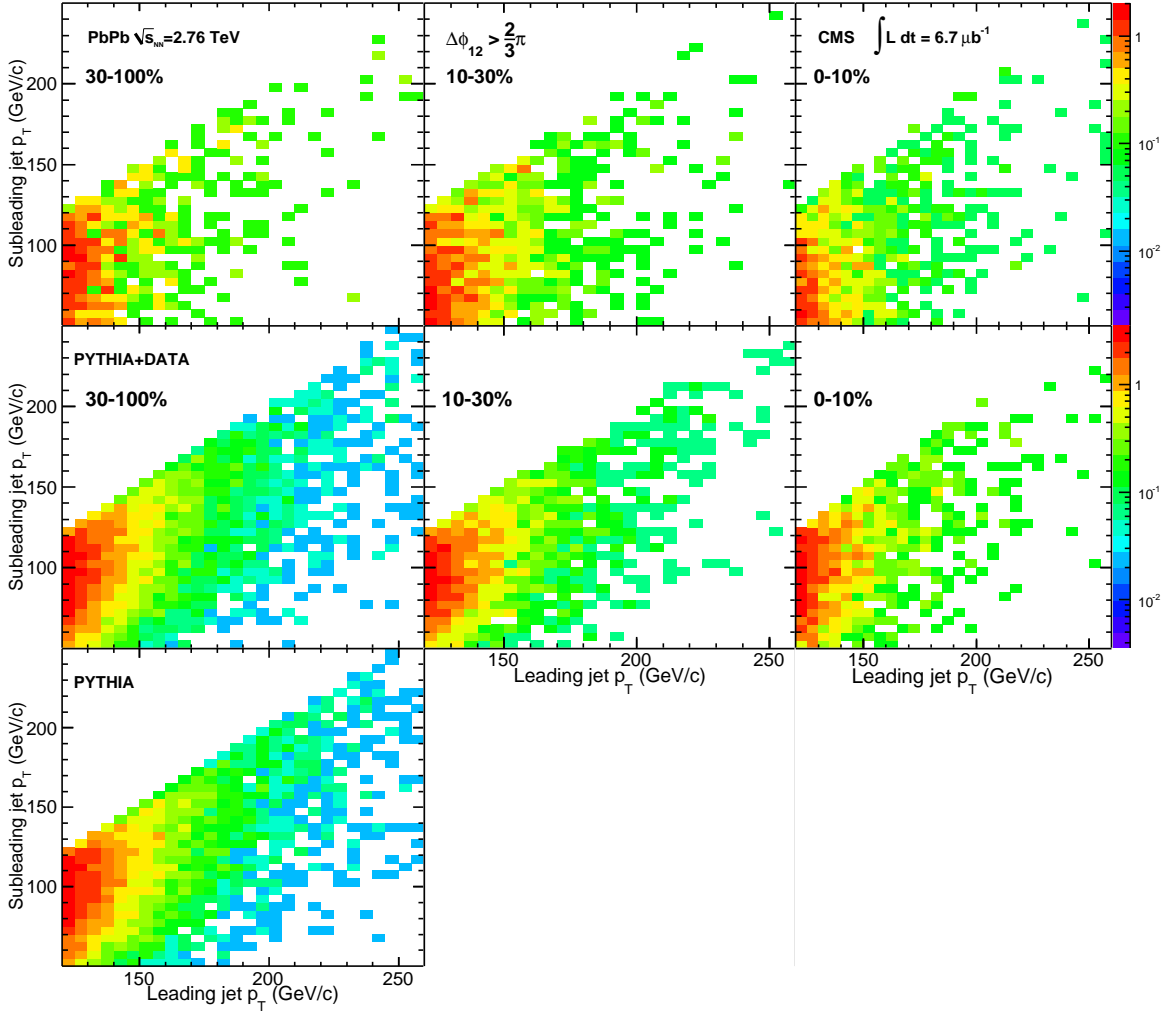 PbPb √s_NN=2.76 TeV
30-100%
Δϕ_12 > 2/3 π
10-30%
CMS ∫L dt = 6.7 μb^-1
0-10%
Subleading jet p_T (GeV/c)
200
150
100
1
10^-1
10^-2
PYTHIA+DATA
30-100%
10-30%
0-10%
Subleading jet p_T (GeV/c)
200
150
100
1
10^-1
10^-2
150 200 250
Leading jet p_T (GeV/c)
150 200 250
Leading jet p_T (GeV/c)
PYTHIA
Subleading jet p_T (GeV/c)
200
150
100
150 200 250
Leading jet p_T (GeV/c)